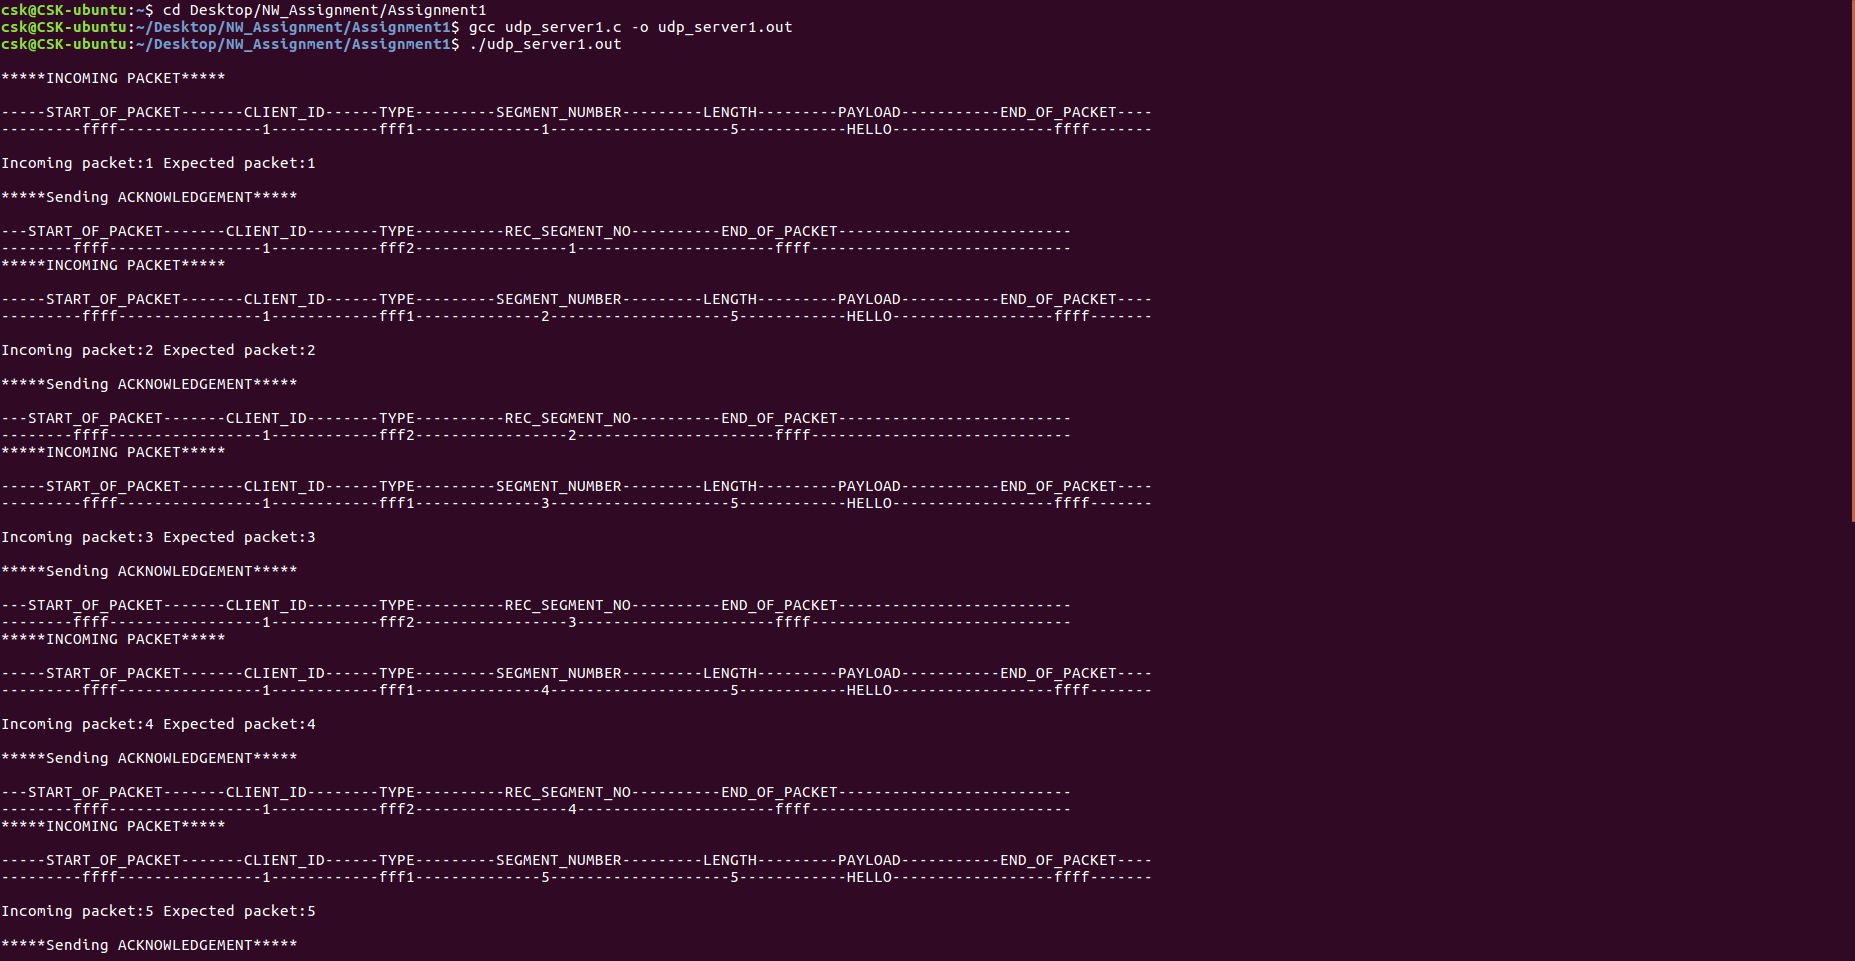 csk@CSK-ubuntu:~$ cd Desktop/NW_Assignment/Assignment1
csk@CSK-ubuntu:~/Desktop/NW_Assignment/Assignment1$ gcc udp_server1.c -o udp_server1.out
csk@CSK-ubuntu:~/Desktop/NW_Assignment/Assignment1$ ./udp_server1.out
*****INCOMING PACKET*****
-----START_OF_PACKET-------CLIENT_ID------TYPE---------SEGMENT_NUMBER---------LENGTH---------PAYLOAD-----------END_OF_PACKET----
---------ffff----------------1------------fff1--------------1--------------------5------------HELLO------------------ffff-------
Incoming packet:1 Expected packet:1
*****Sending ACKNOWLEDGEMENT*****
---START_OF_PACKET-------CLIENT_ID--------TYPE----------REC_SEGMENT_NO----------END_OF_PACKET--------------------------
--------ffff-----------------1------------fff2-----------------1----------------------ffff-----------------------------
*****INCOMING PACKET*****
-----START_OF_PACKET-------CLIENT_ID------TYPE---------SEGMENT_NUMBER---------LENGTH---------PAYLOAD-----------END_OF_PACKET----
---------ffff----------------1------------fff1--------------2--------------------5------------HELLO------------------ffff-------
Incoming packet:2 Expected packet:2
*****Sending ACKNOWLEDGEMENT*****
---START_OF_PACKET-------CLIENT_ID--------TYPE----------REC_SEGMENT_NO----------END_OF_PACKET--------------------------
--------ffff-----------------1------------fff2-----------------2----------------------ffff-----------------------------
*****INCOMING PACKET*****
-----START_OF_PACKET-------CLIENT_ID------TYPE---------SEGMENT_NUMBER---------LENGTH---------PAYLOAD-----------END_OF_PACKET----
---------ffff----------------1------------fff1--------------3--------------------5------------HELLO------------------ffff-------
Incoming packet:3 Expected packet:3
*****Sending ACKNOWLEDGEMENT*****
---START_OF_PACKET-------CLIENT_ID--------TYPE----------REC_SEGMENT_NO----------END_OF_PACKET--------------------------
--------ffff-----------------1------------fff2-----------------3----------------------ffff-----------------------------
*****INCOMING PACKET*****
-----START_OF_PACKET-------CLIENT_ID------TYPE---------SEGMENT_NUMBER---------LENGTH---------PAYLOAD-----------END_OF_PACKET----
---------ffff----------------1------------fff1--------------4--------------------5------------HELLO------------------ffff-------
Incoming packet:4 Expected packet:4
*****Sending ACKNOWLEDGEMENT*****
---START_OF_PACKET-------CLIENT_ID--------TYPE----------REC_SEGMENT_NO----------END_OF_PACKET--------------------------
--------ffff-----------------1------------fff2-----------------4----------------------ffff-----------------------------
*****INCOMING PACKET*****
-----START_OF_PACKET-------CLIENT_ID------TYPE---------SEGMENT_NUMBER---------LENGTH---------PAYLOAD-----------END_OF_PACKET----
---------ffff----------------1------------fff1--------------5--------------------5------------HELLO------------------ffff-------
Incoming packet:5 Expected packet:5
*****Sending ACKNOWLEDGEMENT*****